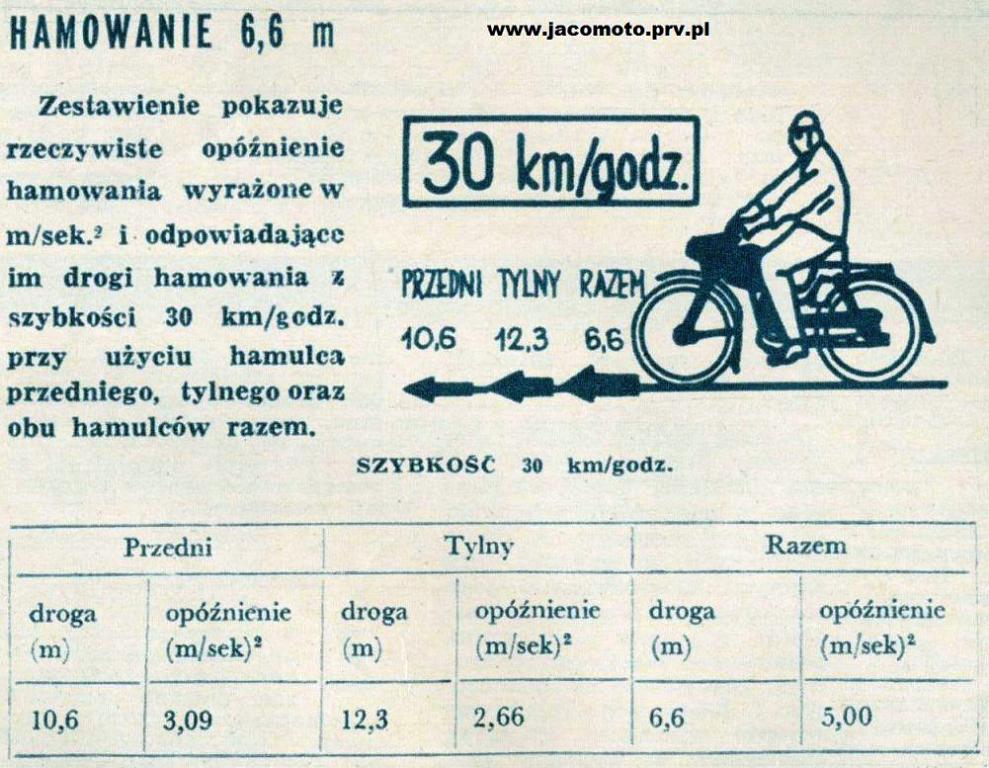 HAMOWANIE 6,6 m
www.jacomoto.prv.pl
Zestawienie pokazuje
rzeczywiste opóźnienie
hamowania wyrażone w
m/sek.² i odpowiadające
im drogi hamowania z
szybkości 30 km/godz.
przy użyciu hamulca
przedniego, tylnego oraz
obu hamulców razem.
30 km/godz.
PRZEDNI TYLNY RAZEM
10,6 12,3 6,6
SZYBKOŚĆ 30 km/godz.
Przedni Tylny Razem
droga opóźnienie droga opóźnienie droga opóźnienie
(m) (m/sek)² (m) (m/sek)² (m) (m/sek)²
10,6 3,09 12,3 2,66 6,6 5,00